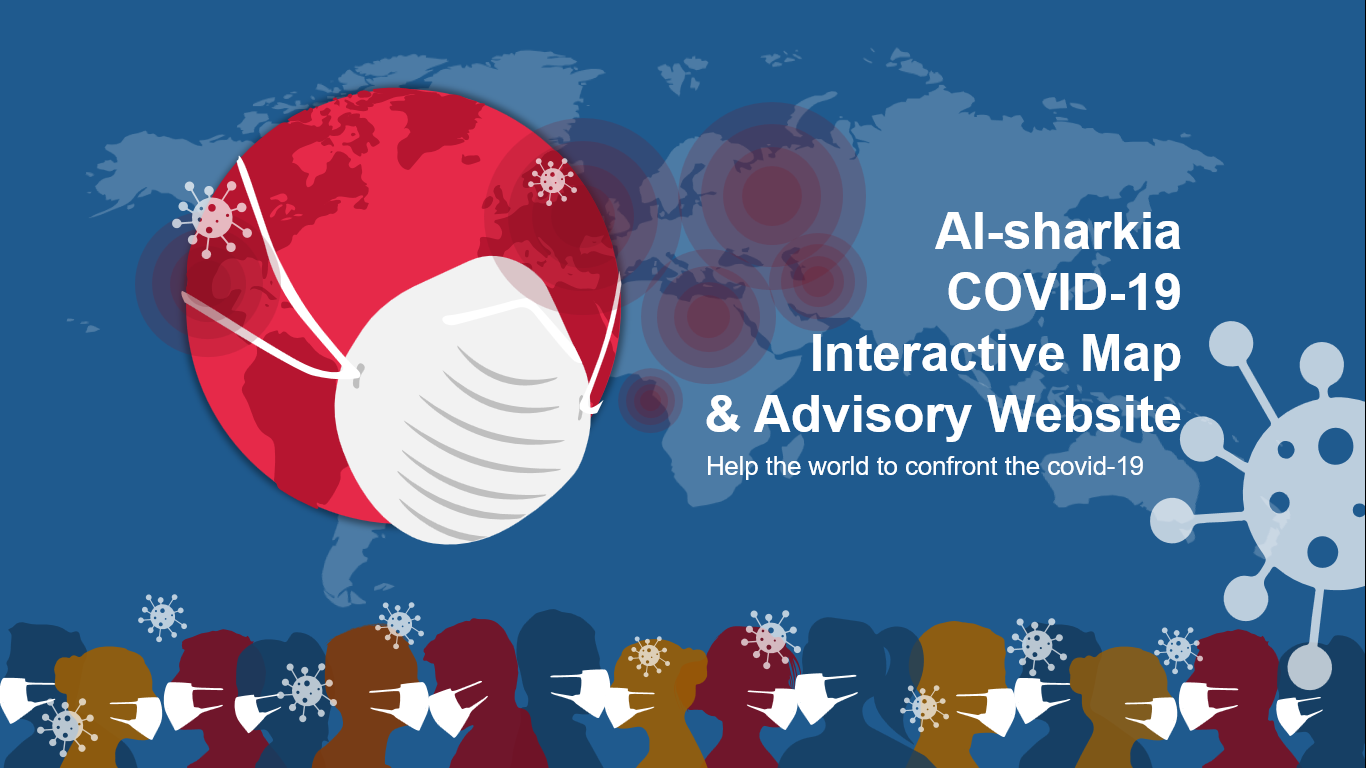 Al-sharkia
COVID-19
Interactive Map
& Advisory Website
Help the world to confront the covid-19